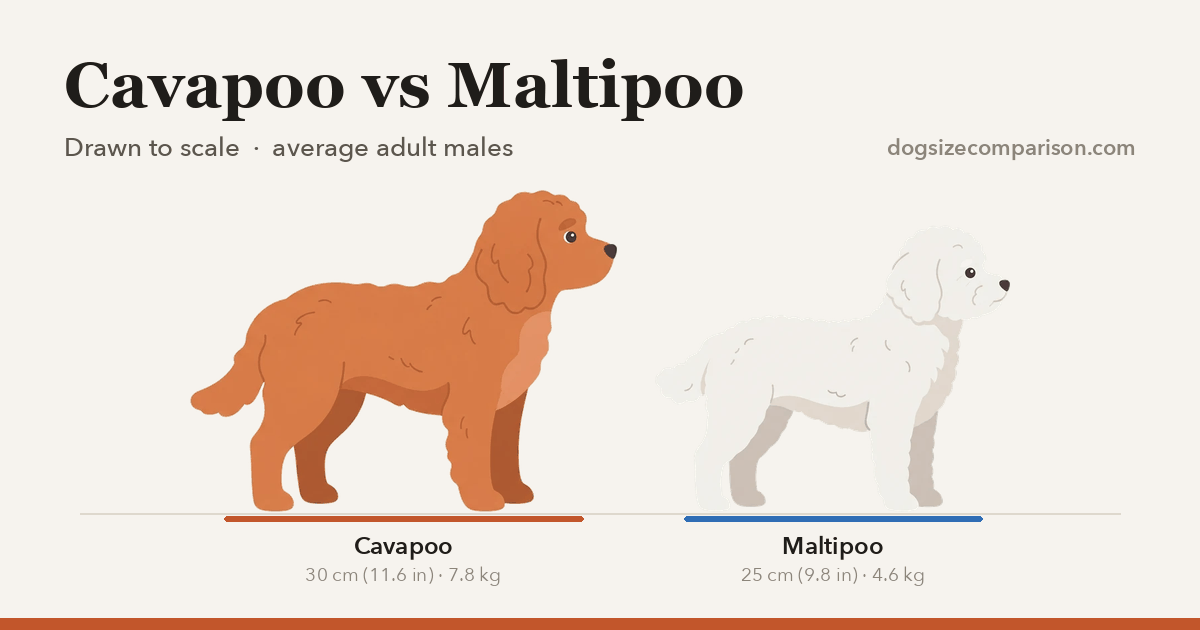 Cavapoo vs Maltipoo
Drawn to scale · average adult males
dogsizecomparison.com
Cavapoo
30 cm (11.6 in) · 7.8 kg
Maltipoo
25 cm (9.8 in) · 4.6 kg